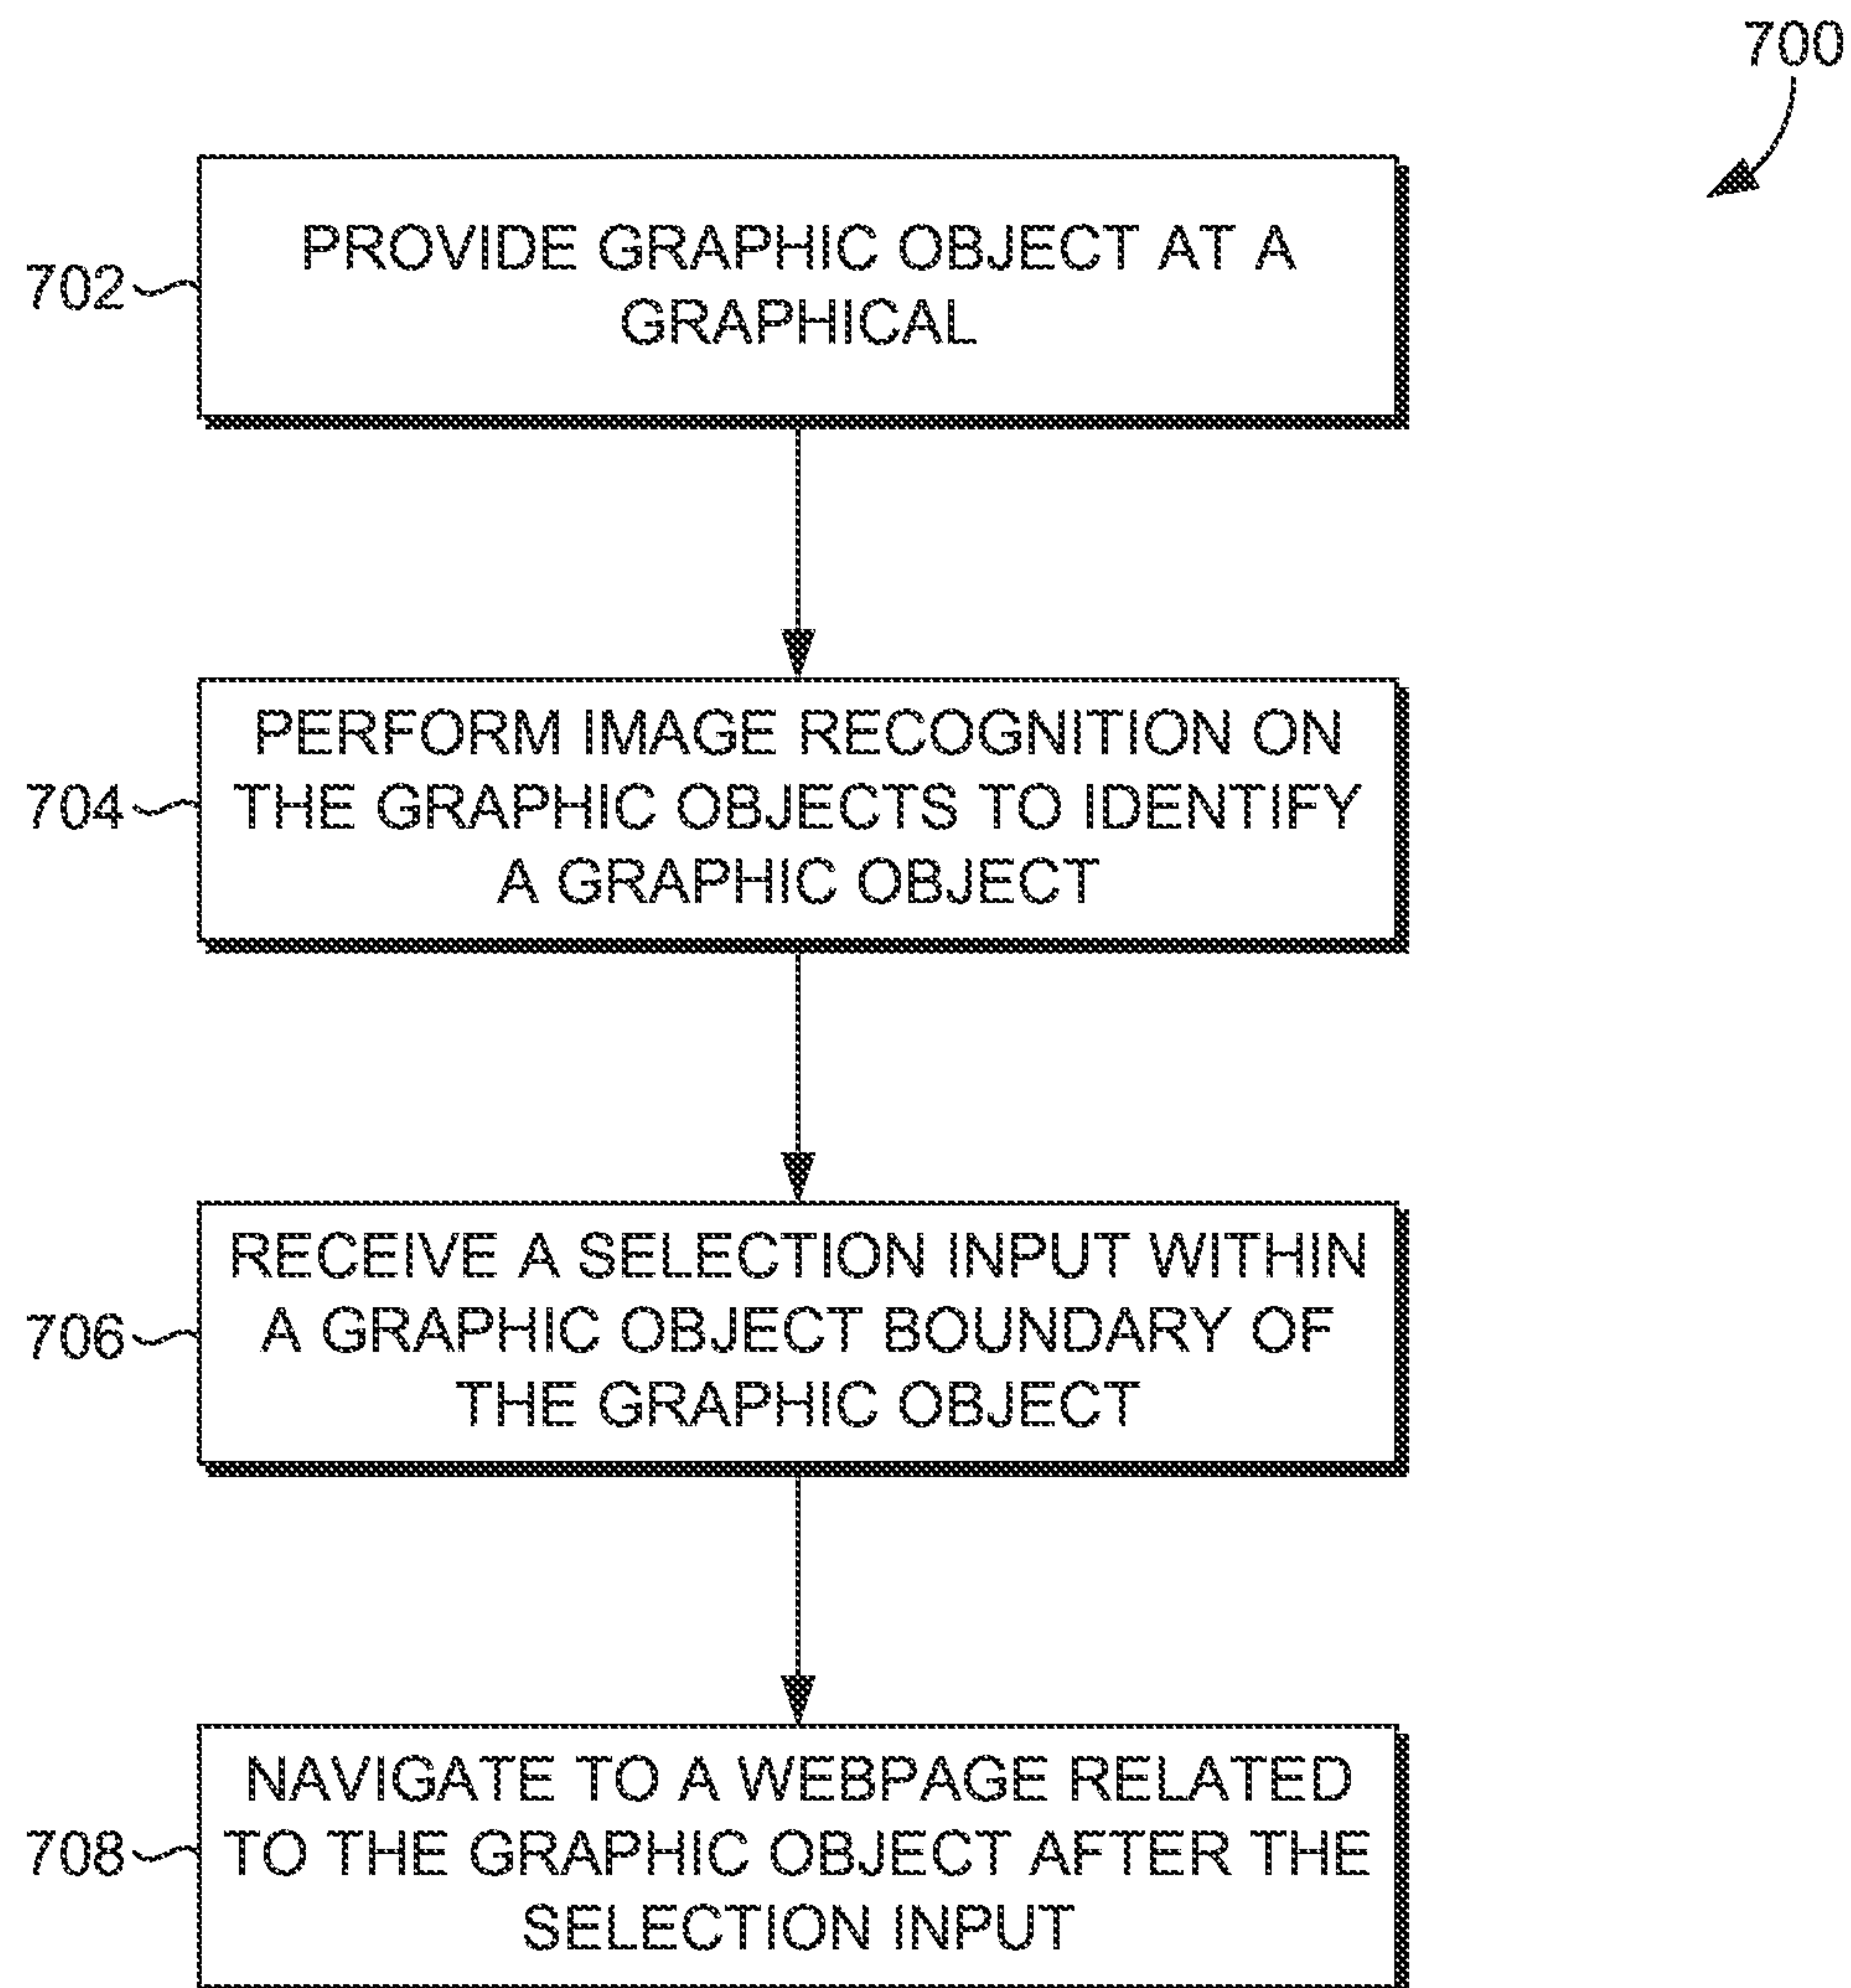 700
702
PROVIDE GRAPHIC OBJECT AT A
GRAPHICAL
704
PERFORM IMAGE RECOGNITION ON
THE GRAPHIC OBJECTS TO IDENTIFY
A GRAPHIC OBJECT
706
RECEIVE A SELECTION INPUT WITHIN
A GRAPHIC OBJECT BOUNDARY OF
THE GRAPHIC OBJECT
708
NAVIGATE TO A WEBPAGE RELATED
TO THE GRAPHIC OBJECT AFTER THE
SELECTION INPUT